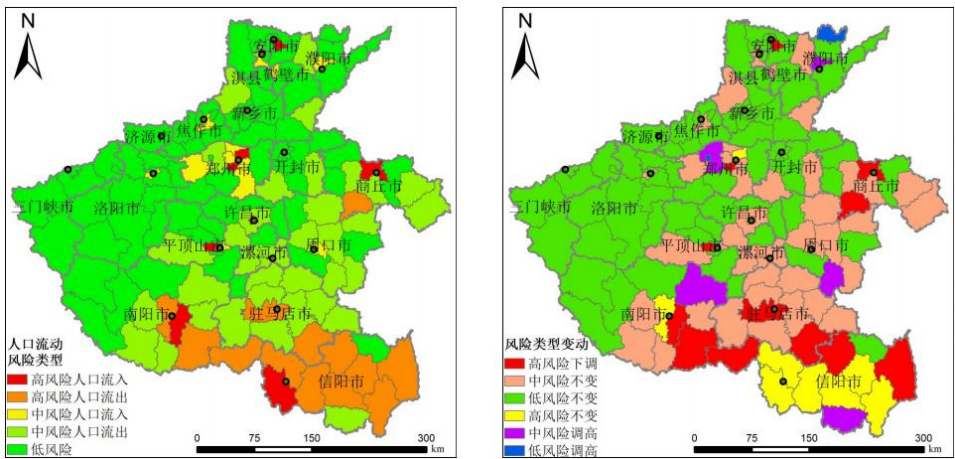 N
安阳市
濮阳市
淇县
鹤壁市
新乡市
焦作市
济源市
郑州市
开封市
商丘市
三门峡市
洛阳市
许昌市
平顶山
漯河市
周口市
南阳市
驻马店市
信阳市
人口流动
风险类型
高风险人口流入
高风险人口流出
中风险人口流入
中风险人口流出
低风险
0 75 150 300
km
N
安阳市
濮阳市
淇县
鹤壁市
新乡市
焦作市
济源市
郑州市
开封市
商丘市
三门峡市
洛阳市
许昌市
平顶山
漯河市
周口市
南阳市
驻马店市
信阳市
风险类型变动
高风险下调
中风险不变
低风险不变
高风险不变
中风险调高
低风险调高
0 75 150 300
km